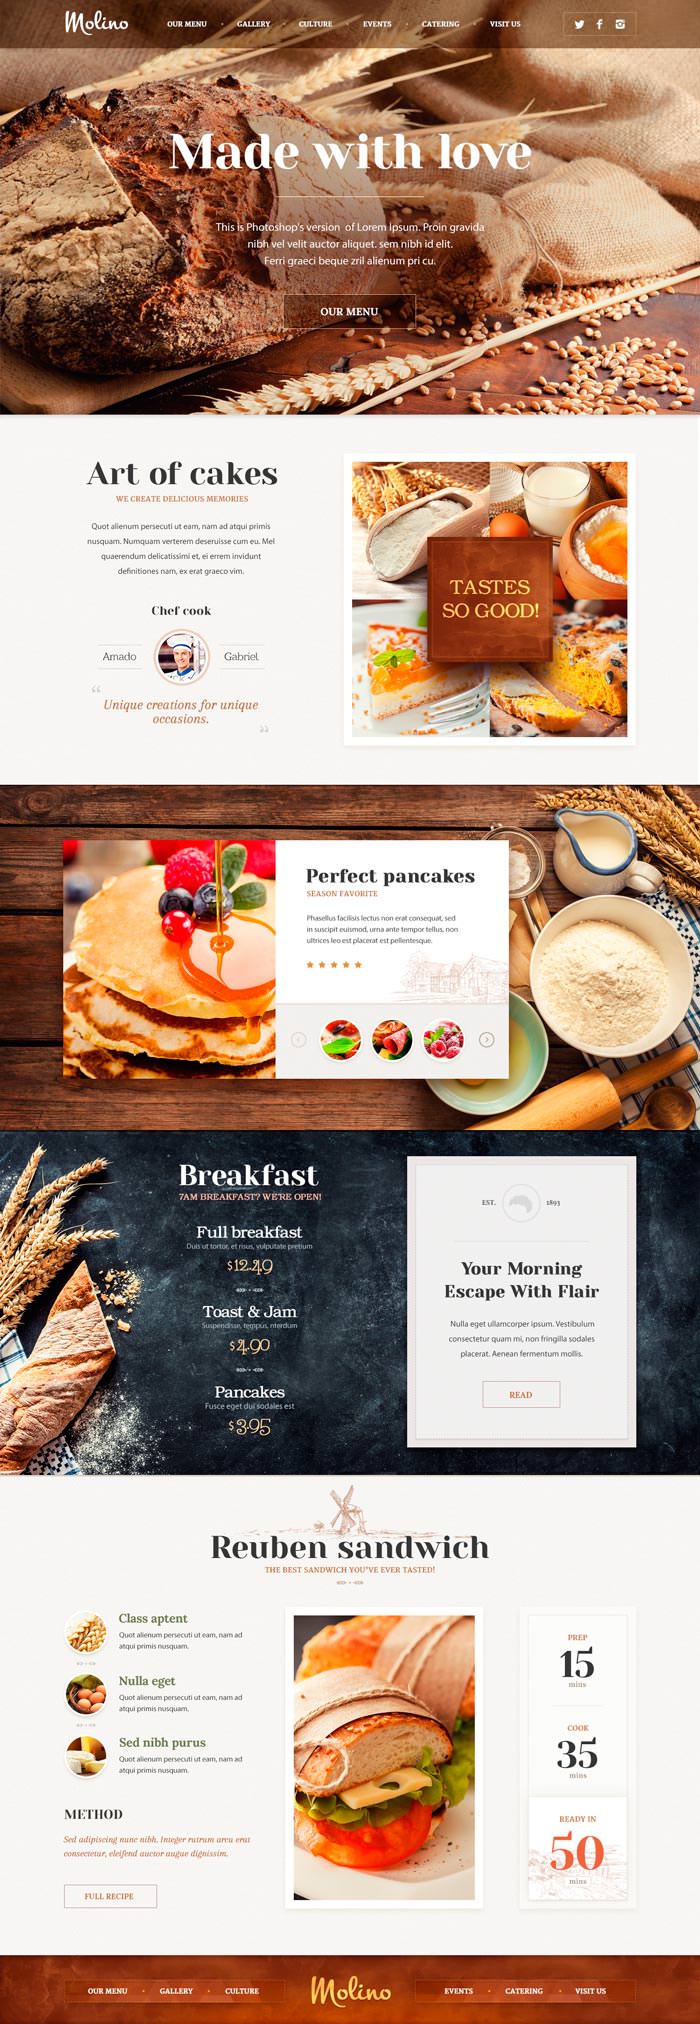 Molino
OUR MENU
GALLERY
CULTURE
EVENTS
CATERING
VISIT US
Made with love
This is Photoshop's version of Lorem Ipsum. Proin gravida
nibh vel velit auctor aliquet. sem nibh id elit.
Ferri graeci beque zril alienum pri cu.
OUR MENU
Art of cakes
WE CREATE DELICIOUS MEMORIES
Quot alienum persecuti ut eam, nam ad atqui primis
nusquam. Numquam verterem deseruisse cum eu. Mel
quaerendum delicatissimi et, ei errem invidunt
definitiones nam, ex erat graeco vim.
Chef cook
Amado
Gabriel
“ Unique creations for unique
occasions. ”
TASTES
SO GOOD!
Perfect pancakes
SEASON FAVORITE
Phasellus facilisis lectus non erat consequat, sed
in suscipit euismod, urna ante tempor tellus, non
ultrices leo est placerat est pellentesque.
Breakfast
7AM BREAKFAST? WE'RE OPEN!
Full breakfast
Duis ut tortor, et risus, vulputate pretium
$12.49
Toast & Jam
Suspendisse, tempus, nterdum
$4.90
Pancakes
Fusce eget dui sodales est
$3.95
EST. 1893
Your Morning
Escape With Flair
Nulla eget ullamcorper ipsum. Vestibulum
consectetur quam mi, non fringilla sodales
placerat. Aenean fermentum mollis.
READ
Reuben sandwich
THE BEST SANDWICH YOU'VE EVER TASTED!
Class aptent
Quot alienum persecuti ut eam, nam ad
atqui primis nusquam.
Nulla eget
Quot alienum persecuti ut eam, nam ad
atqui primis nusquam.
Sed nibh purus
Quot alienum persecuti ut eam, nam ad
atqui primis nusquam.
METHOD
Sed adipiscing nunc nibh. Integer rutrum arcu erat
consectetur, eleifend auctor augue dignissim.
FULL RECIPE
PREP
15
mins
COOK
35
mins
READY IN
50
mins
OUR MENU
GALLERY
CULTURE
Molino
EVENTS
CATERING
VISIT US